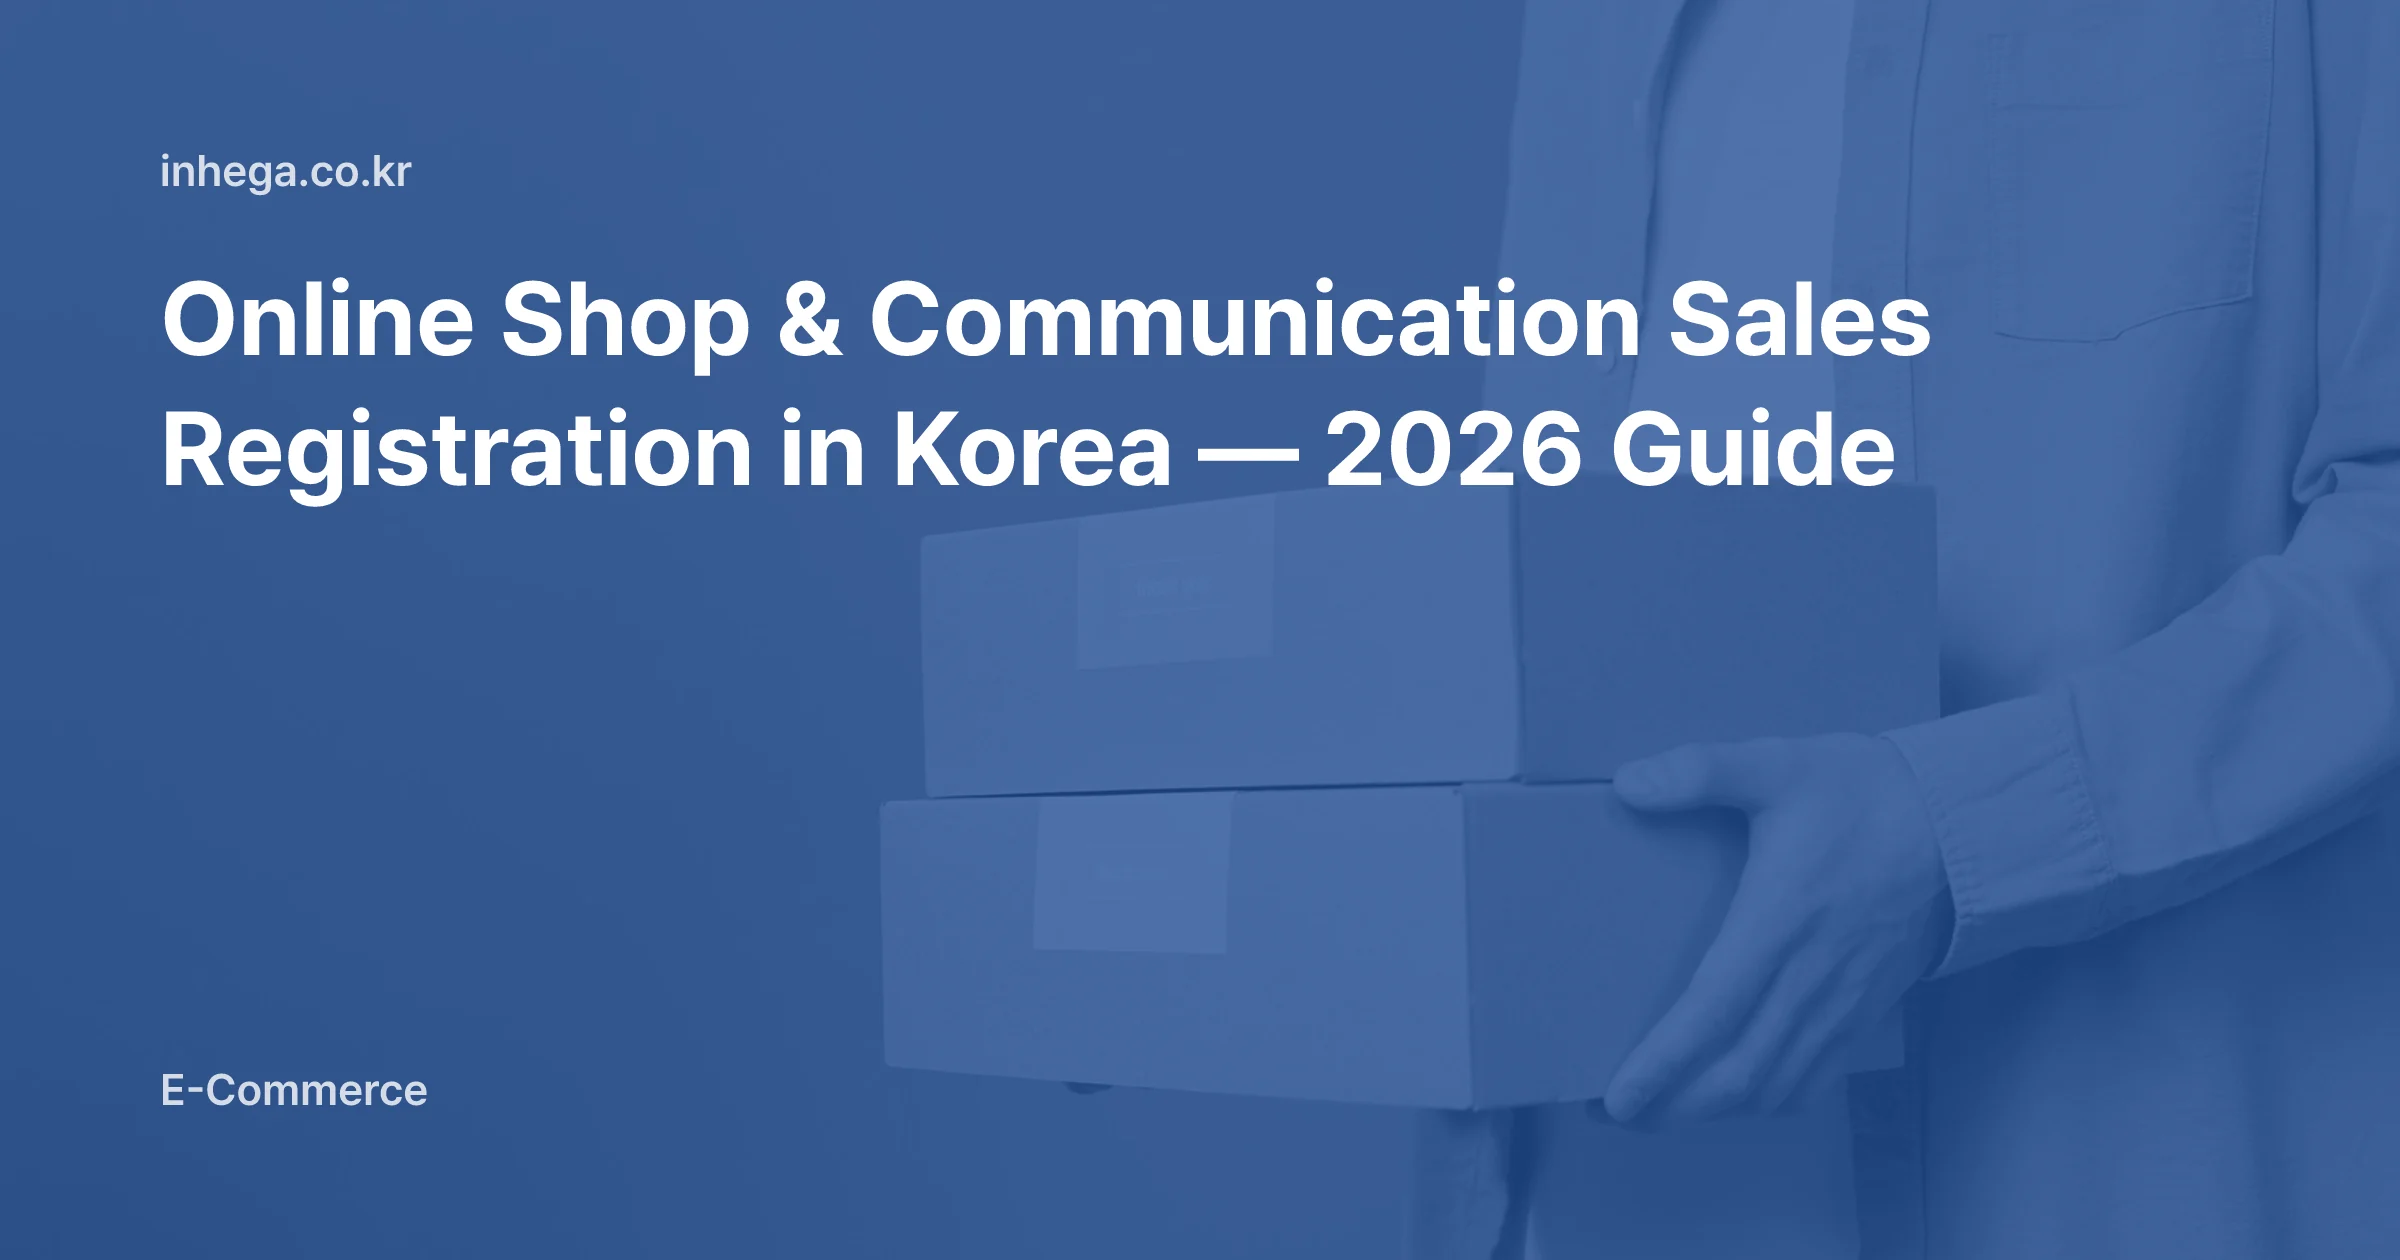 inhega.co.kr
Online Shop & Communication Sales
Registration in Korea — 2026 Guide
E-Commerce